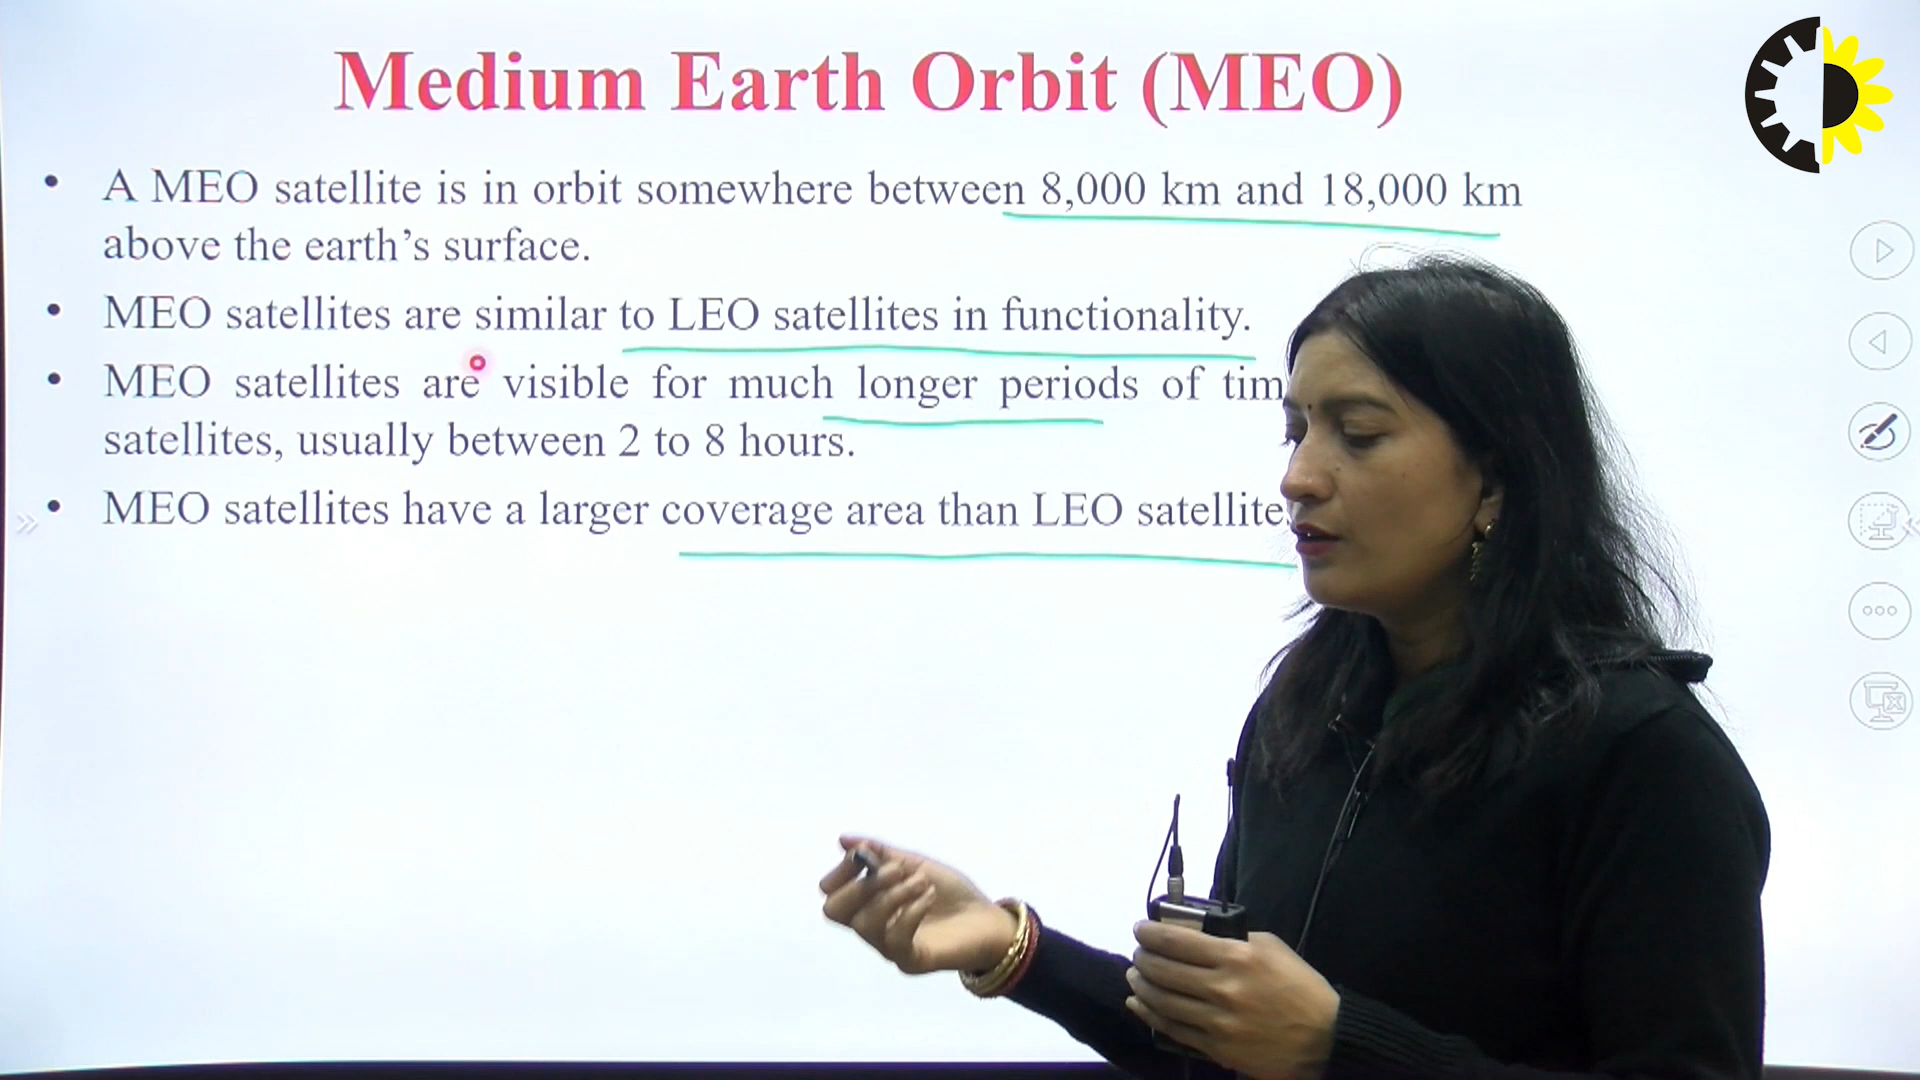 Medium Earth Orbit (MEO)
• A MEO satellite is in orbit somewhere between 8,000 km and 18,000 km
above the earth’s surface.
• MEO satellites are similar to LEO satellites in functionality.
• MEO satellites are visible for much longer periods of
satellites, usually between 2 to 8 hours.
• MEO satellites have a larger coverage area than LEO